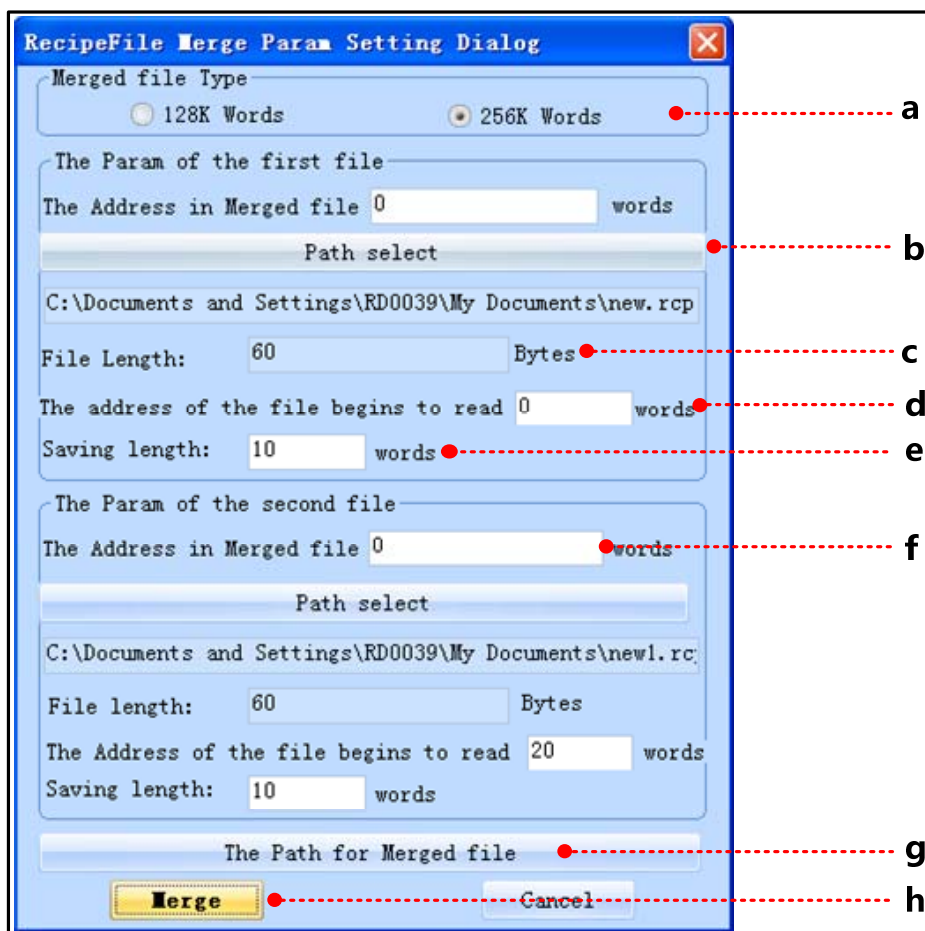 RecipeFile Merge Param Setting Dialog
Merged file Type
128K Words 256K Words a
The Param of the first file
The Address in Merged file 0 words
Path select b
C:\Documents and Settings\RD0039\My Documents\new.rcp
File Length: 60 Bytes c
The address of the file begins to read 0 words d
Saving length: 10 words e
The Param of the second file
The Address in Merged file 0 words f
Path select
C:\Documents and Settings\RD0039\My Documents\new1.rc
File length: 60 Bytes
The Address of the file begins to read 20 words
Saving length: 10 words
The Path for Merged file g
Merge Cancel h